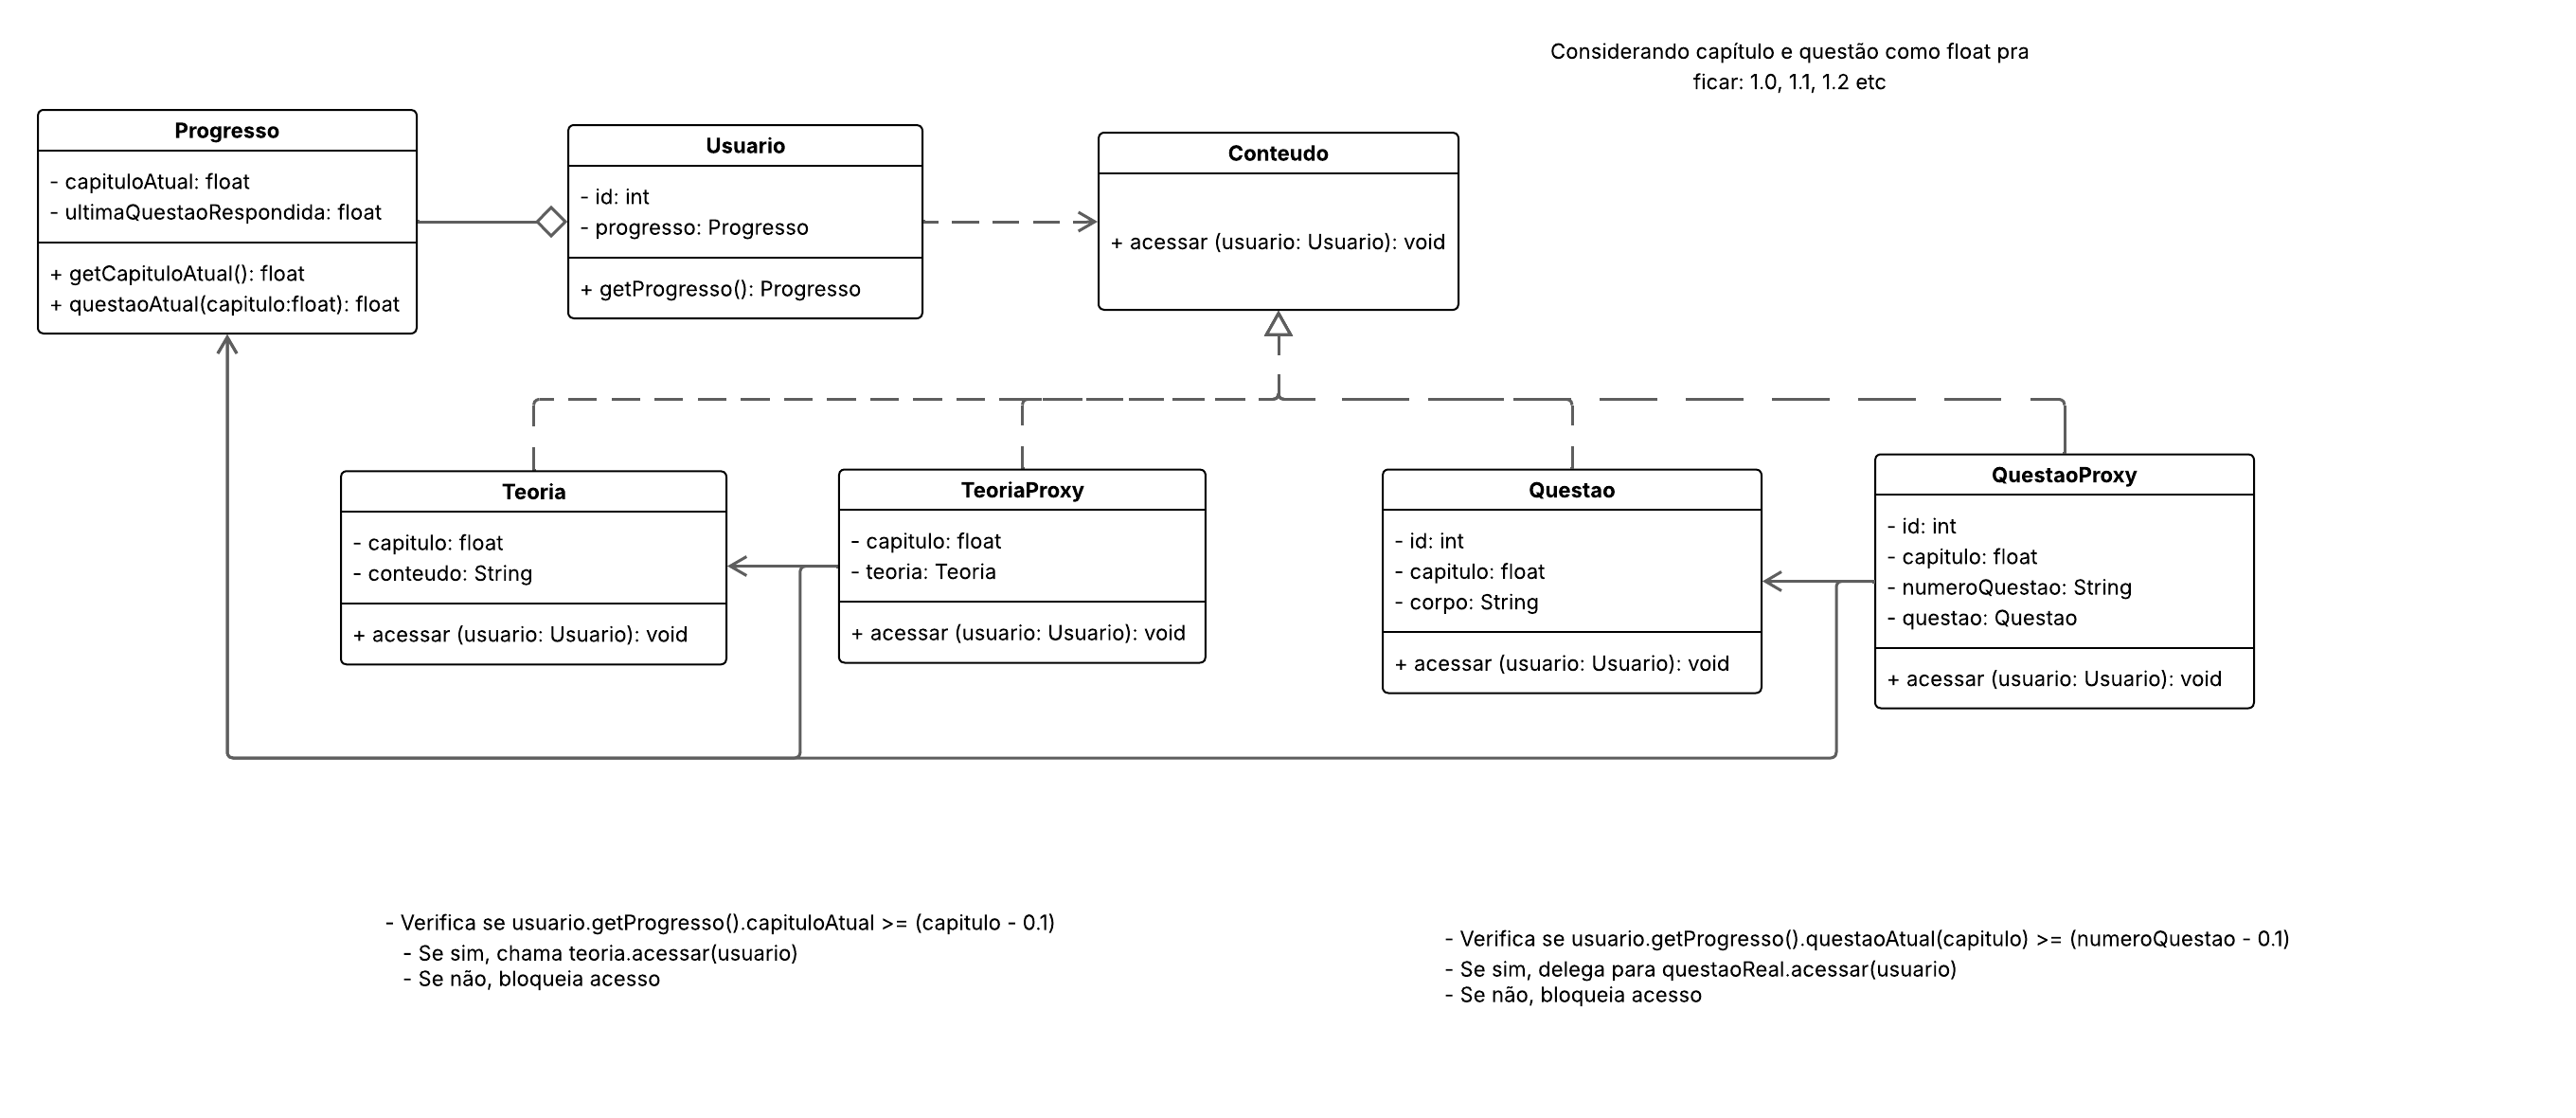 Considerando capítulo e questão como float pra
ficar: 1.0, 1.1, 1.2 etc
Progresso
- capituloAtual: float
- ultimaQuestaoRespondida: float
+ getCapituloAtual(): float
+ questaoAtual(capitulo:float): float
Usuario
- id: int
- progresso: Progresso
+ getProgresso(): Progresso
Conteudo
+ acessar (usuario: Usuario): void
Teoria
- capitulo: float
- conteudo: String
+ acessar (usuario: Usuario): void
TeoriaProxy
- capitulo: float
- teoria: Teoria
+ acessar (usuario: Usuario): void
Questao
- id: int
- capitulo: float
- corpo: String
+ acessar (usuario: Usuario): void
QuestaoProxy
- id: int
- capitulo: float
- numeroQuestao: String
- questao: Questao
+ acessar (usuario: Usuario): void
- Verifica se usuario.getProgresso().capituloAtual >= (capitulo - 0.1)
- Se sim, chama teoria.acessar(usuario)
- Se não, bloqueia acesso
- Verifica se usuario.getProgresso().questaoAtual(capitulo) >= (numeroQuestao - 0.1)
- Se sim, delega para questaoReal.acessar(usuario)
- Se não, bloqueia acesso